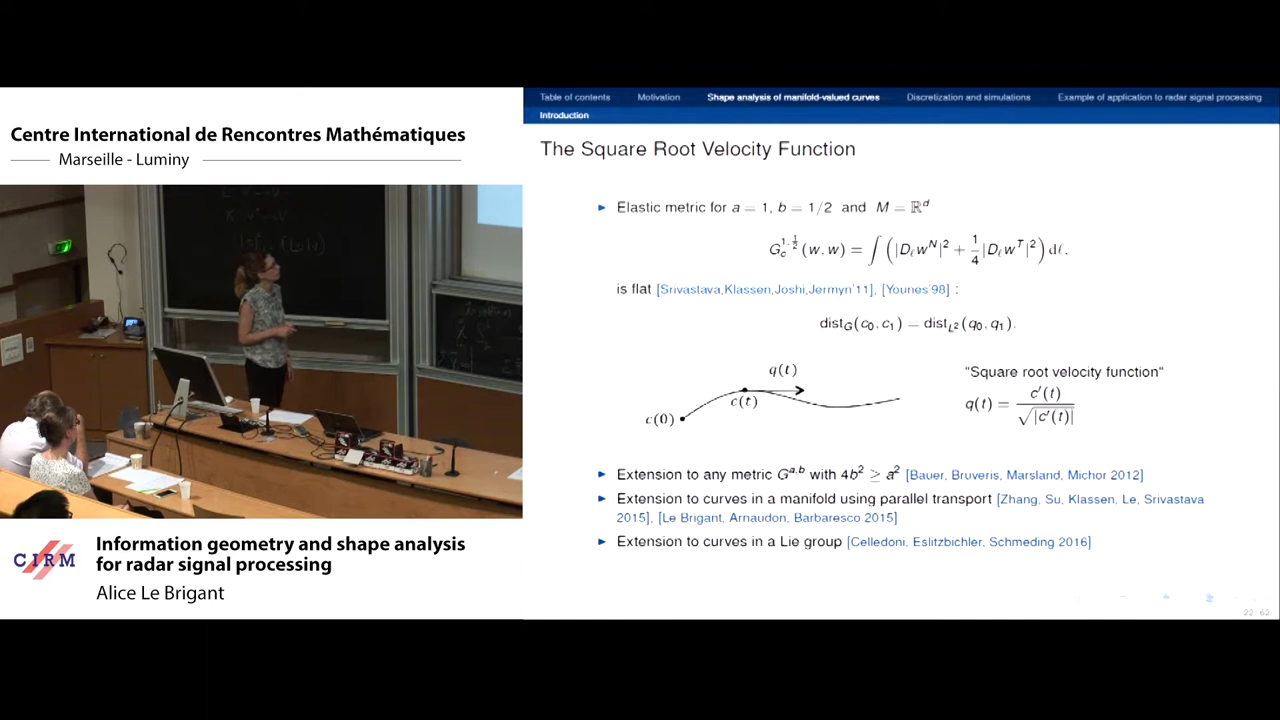 Centre International de Rencontres Mathématiques
Marseille - Luminy
CIRM
Information geometry and shape analysis
for radar signal processing
Alice Le Brigant
Table of contents Motivation Shape analysis of manifold-valued curves Discretization and simulations Example of application to radar signal processing
Introduction
The Square Root Velocity Function
► Elastic metric for a = 1, b = 1/2 and M = ℝ^d
G_c^{1,1/2}(w, w) = ∫ (|D_ℓ w^N|² + 1/4 |D_ℓ w^T|²) dℓ.
is flat [Srivastava,Klassen,Joshi,Jermyn'11], [Younes'98] :
dist_G(c₀, c₁) = dist_{L²}(q₀, q₁).
q(t)
c(t)
c(0)
"Square root velocity function"
q(t) = c'(t) / √|c'(t)|
► Extension to any metric G^{a,b} with 4b² ≥ a² [Bauer, Bruveris, Marsland, Michor 2012]
► Extension to curves in a manifold using parallel transport [Zhang, Su, Klassen, Le, Srivastava
2015], [Le Brigant, Arnaudon, Barbaresco 2015]
► Extension to curves in a Lie group [Celledoni, Eslitzbichler, Schmeding 2016]
22 / 62